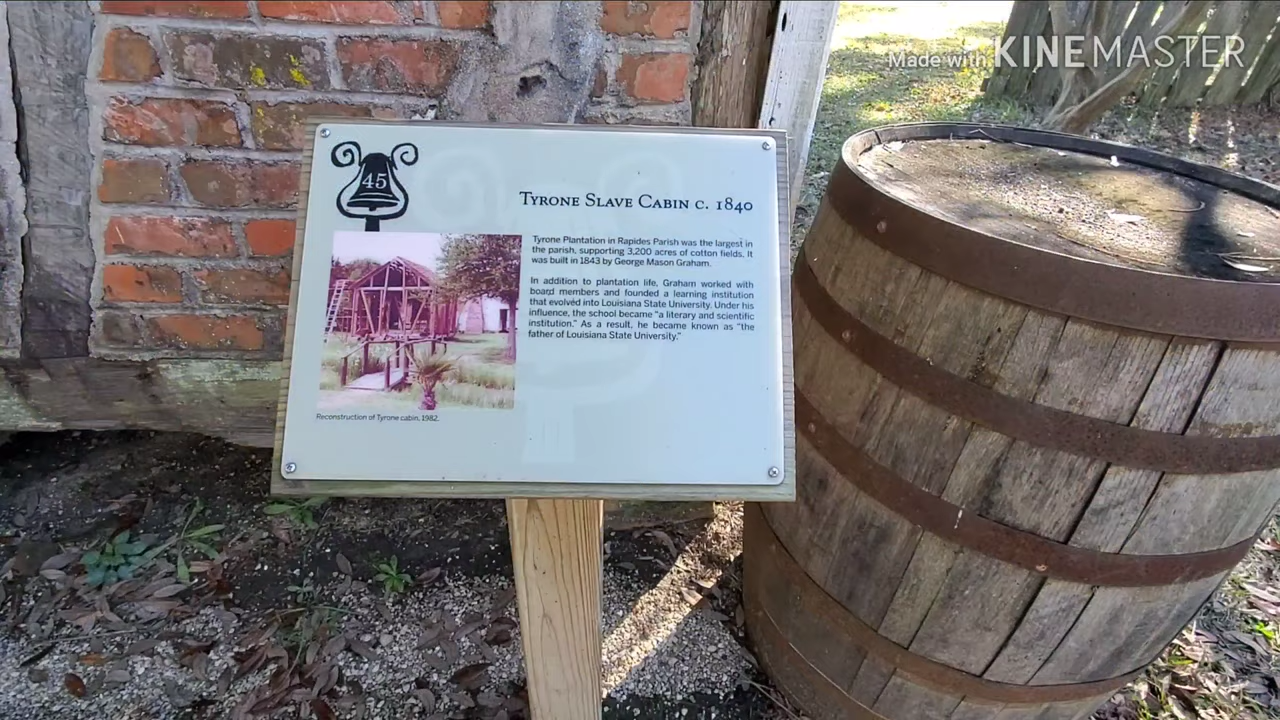 Made with KINEMASTER
45
TYRONE SLAVE CABIN C. 1840
Tyrone Plantation in Rapides Parish was the largest in
the parish, supporting 3,200 acres of cotton fields. It
was built in 1843 by George Mason Graham.
In addition to plantation life, Graham worked with
board members and founded a learning institution
that evolved into Louisiana State University. Under his
influence, the school became "a literary and scientific
institution." As a result, he became known as "the
father of Louisiana State University."
Reconstruction of Tyrone cabin, 1982.